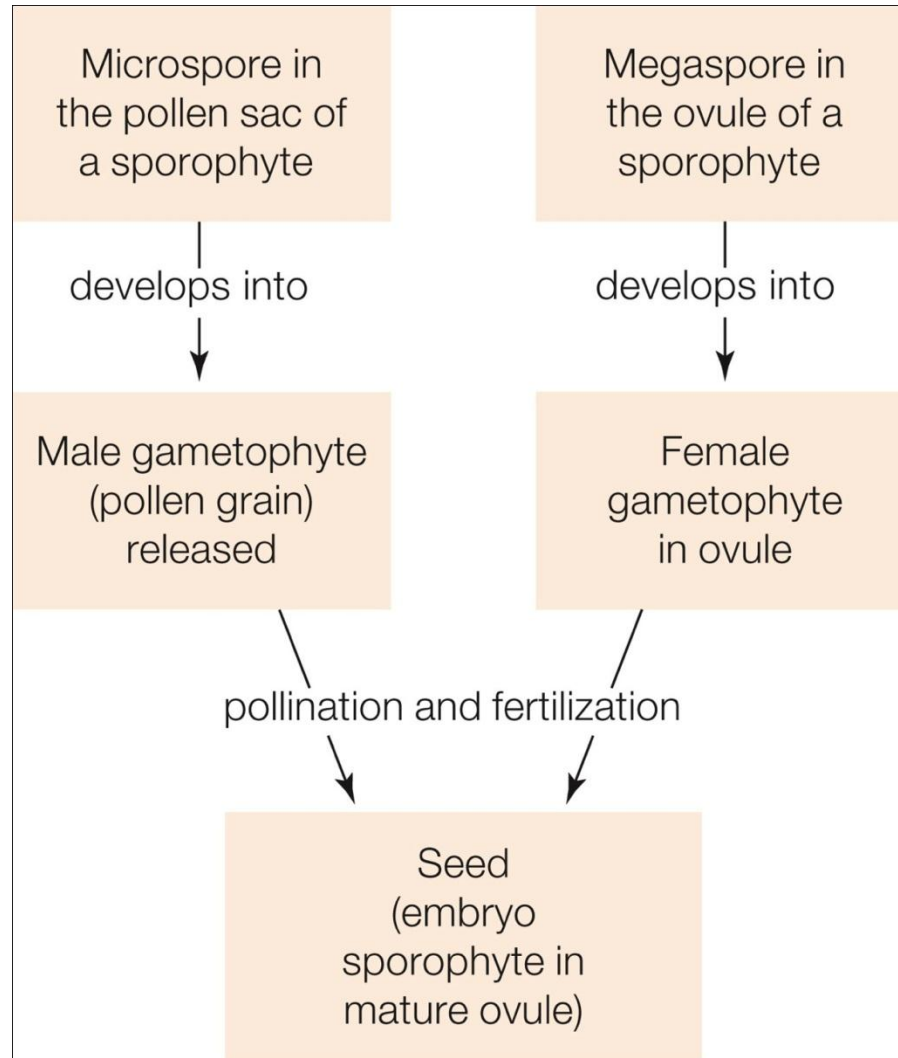 Microspore in
the pollen sac of
a sporophyte
Megaspore in
the ovule of a
sporophyte
develops into
develops into
Male gametophyte
(pollen grain)
released
Female
gametophyte
in ovule
pollination and fertilization
Seed
(embryo
sporophyte in
mature ovule)